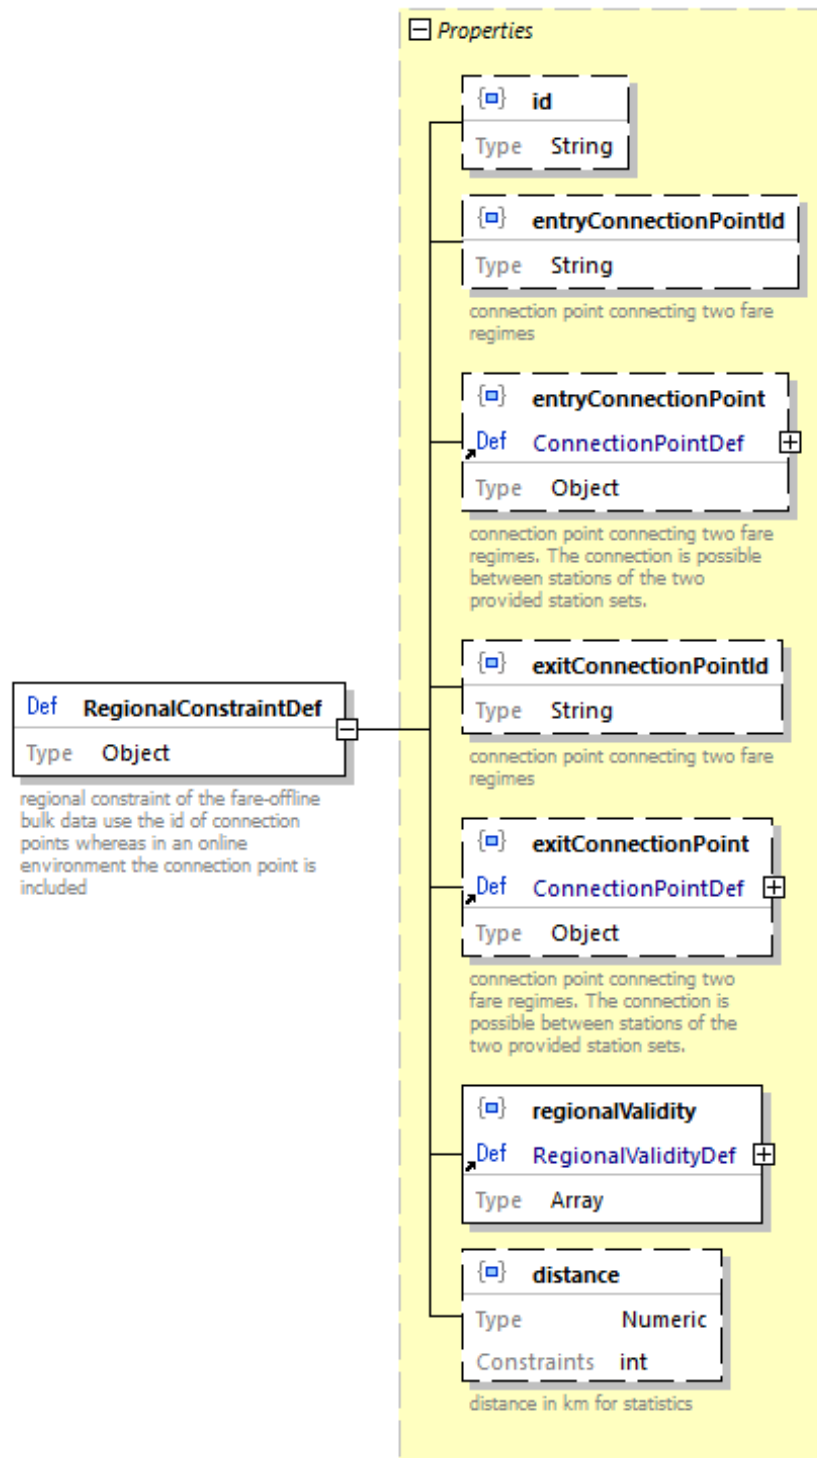 Properties
id
Type String
entryConnectionPointId
Type String
connection point connecting two fare
regimes
entryConnectionPoint
Def ConnectionPointDef
Type Object
connection point connecting two fare
regimes. The connection is possible
between stations of the two
provided station sets.
exitConnectionPointId
Type String
connection point connecting two fare
regimes
Def RegionalConstraintDef
Type Object
regional constraint of the fare-offline
bulk data use the id of connection
points whereas in an online
environment the connection point is
included
exitConnectionPoint
Def ConnectionPointDef
Type Object
connection point connecting two
fare regimes. The connection is
possible between stations of the
two provided station sets.
regionalValidity
Def RegionalValidityDef
Type Array
distance
Type Numeric
Constraints int
distance in km for statistics